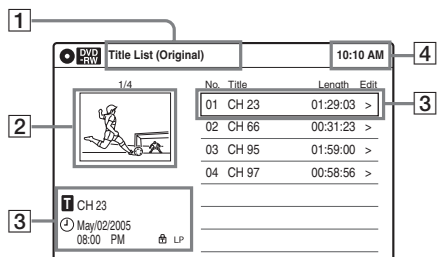 1
DVD -RW Title List (Original) 10:10 AM
4
1/4
No. Title Length Edit
01 CH 23 01:29:03 >
3
2
02 CH 66 00:31:23 >
03 CH 95 01:59:00 >
04 CH 97 00:58:56 >
3
T CH 23
May/02/2005
08:00 PM LP